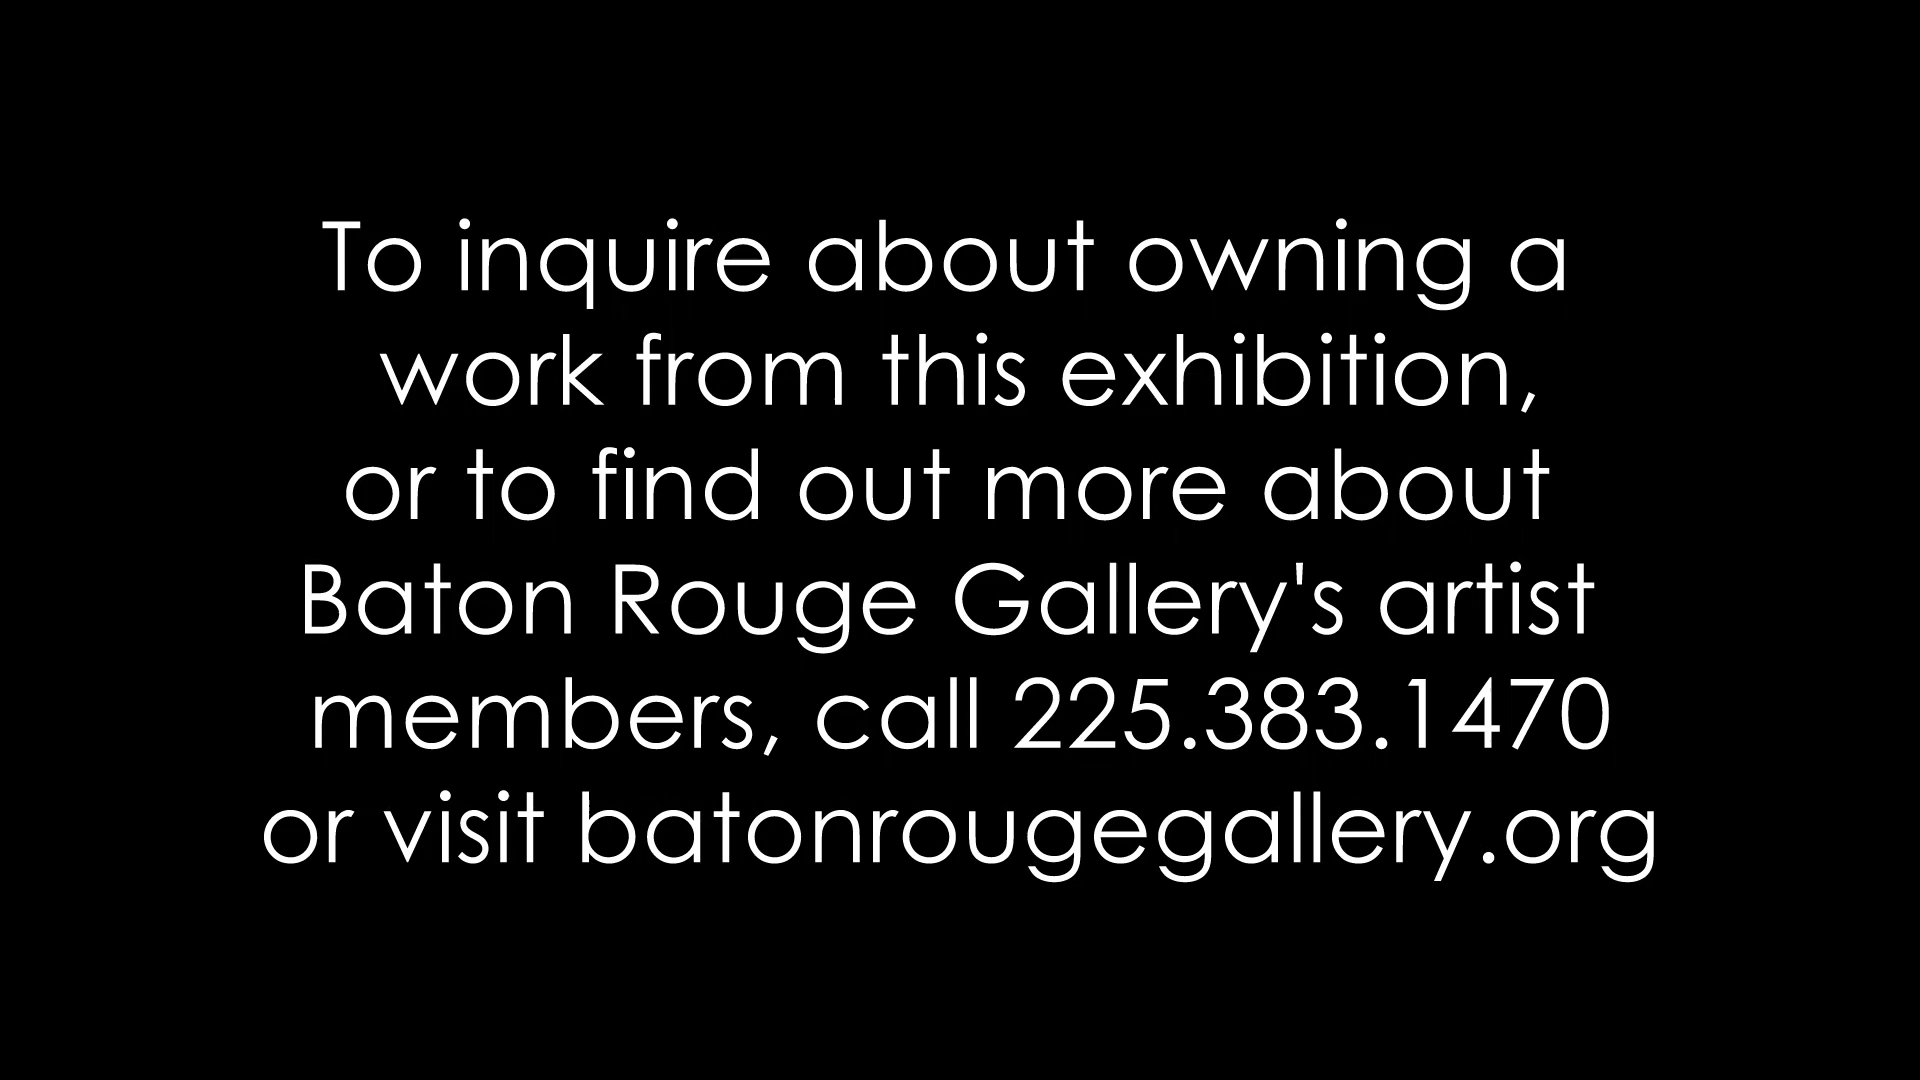 To inquire about owning a
work from this exhibition,
or to find out more about
Baton Rouge Gallery's artist
members, call 225.383.1470
or visit batonrougegallery.org